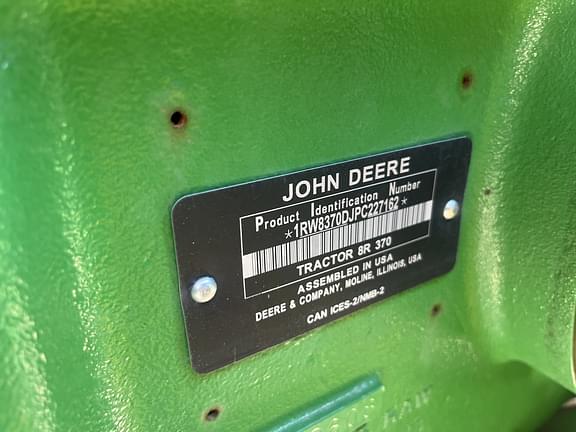 JOHN DEERE
Product Identification Number
*1RW8370DJPC227162*
TRACTOR 8R 370
ASSEMBLED IN USA
DEERE & COMPANY, MOLINE, ILLINOIS, USA
CAN ICES-2/NMB-2